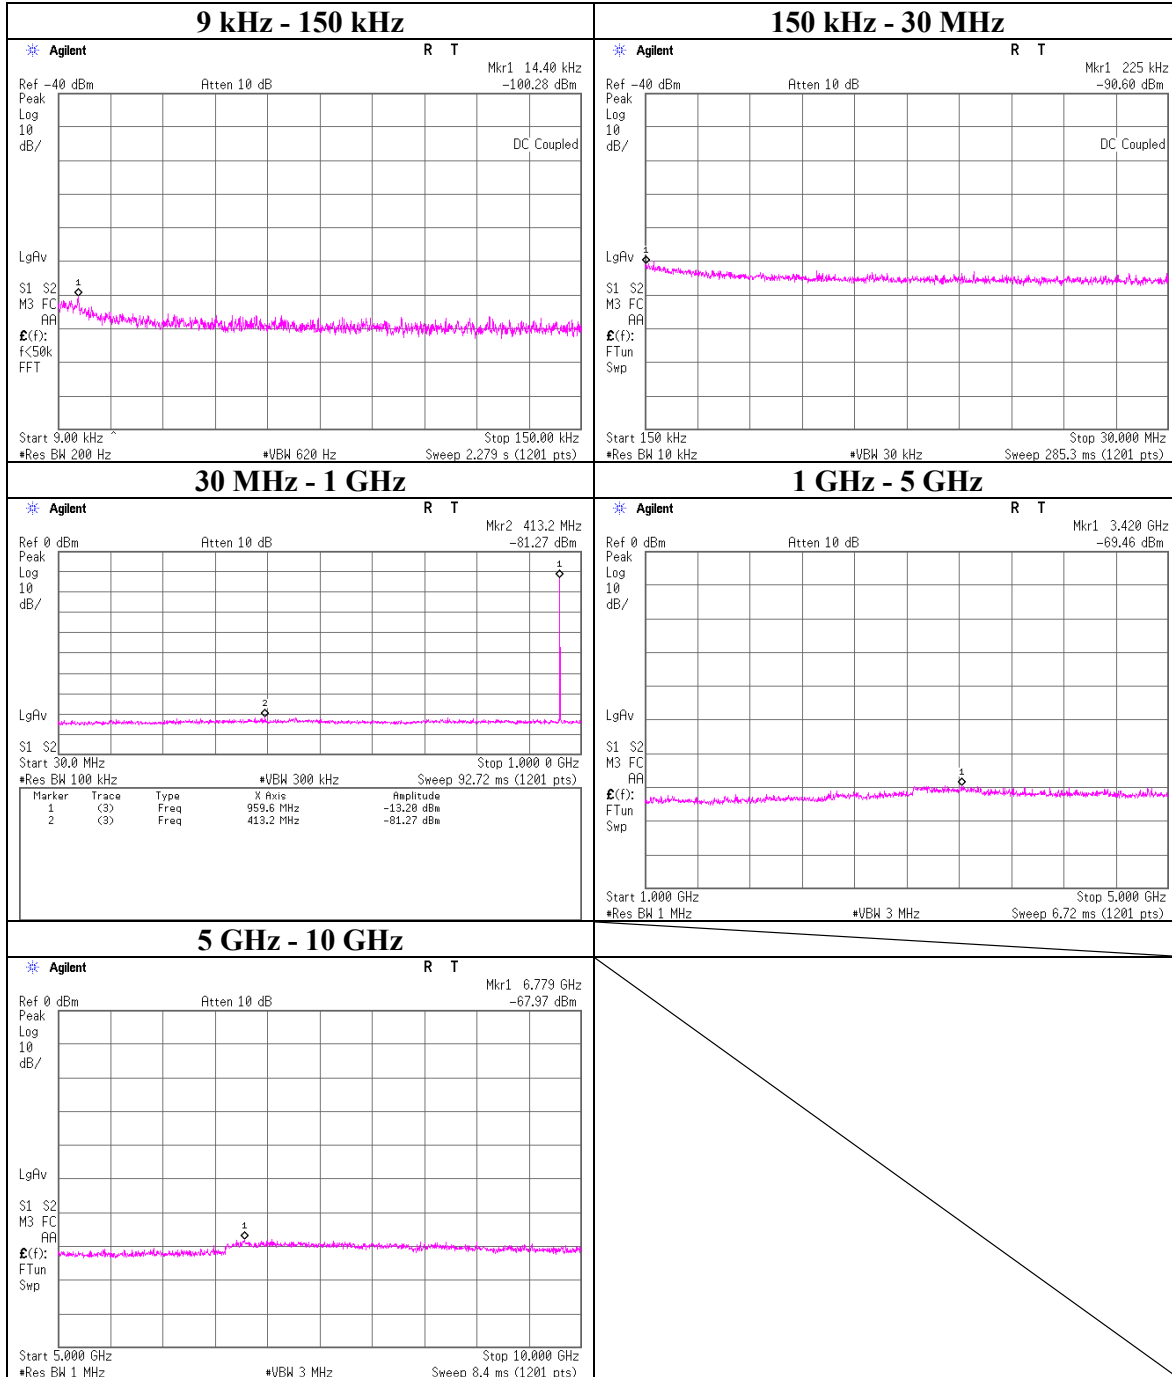 9 kHz - 150 kHz
Agilent
R T
Mkr1 14.40 kHz
Ref -40 dBm
Atten 10 dB
-100.28 dBm
Peak
Log
10
dB/
DC Coupled
LgAv
1
S1 S2
M3 FC
AA
£(f):
f<50k
FFT
Start 9.00 kHz ^
Stop 150.00 kHz
#Res BW 200 Hz
#VBW 620 Hz
Sweep 2.279 s (1201 pts)
150 kHz - 30 MHz
Agilent
R T
Mkr1 225 kHz
Ref -40 dBm
Atten 10 dB
-90.60 dBm
Peak
Log
10
dB/
DC Coupled
LgAv
1
S1 S2
M3 FC
AA
£(f):
FTun
Swp
Start 150 kHz
Stop 30.000 MHz
#Res BW 10 kHz
#VBW 30 kHz
Sweep 285.3 ms (1201 pts)
30 MHz - 1 GHz
Agilent
R T
Mkr2 413.2 MHz
Ref 0 dBm
Atten 10 dB
-81.27 dBm
Peak
Log
10
dB/
1
2
LgAv
S1 S2
Start 30.0 MHz
Stop 1.000 0 GHz
#Res BW 100 kHz
#VBW 300 kHz
Sweep 92.72 ms (1201 pts)
Marker Trace Type X Axis Amplitude
1 (3) Freq 959.6 MHz -13.20 dBm
2 (3) Freq 413.2 MHz -81.27 dBm
1 GHz - 5 GHz
Agilent
R T
Mkr1 3.420 GHz
Ref 0 dBm
Atten 10 dB
-69.46 dBm
Peak
Log
10
dB/
LgAv
S1 S2
M3 FC
AA
1
£(f):
FTun
Swp
Start 1.000 GHz
Stop 5.000 GHz
#Res BW 1 MHz
#VBW 3 MHz
Sweep 6.72 ms (1201 pts)
5 GHz - 10 GHz
Agilent
R T
Mkr1 6.779 GHz
Ref 0 dBm
Atten 10 dB
-67.97 dBm
Peak
Log
10
dB/
LgAv
S1 S2
M3 FC
1
AA
£(f):
FTun
Swp
Start 5.000 GHz
Stop 10.000 GHz
#Res BW 1 MHz
#VBW 3 MHz
Sweep 8.4 ms (1201 pts)